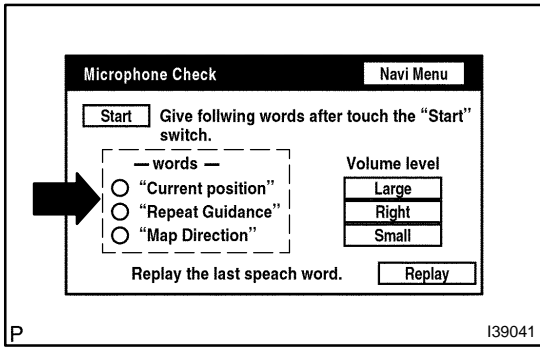 Microphone Check
Navi Menu
Start
Give follwing words after touch the “Start”
switch.
— words —
“Current position”
“Repeat Guidance”
“Map Direction”
Volume level
Large
Right
Small
Replay the last speach word.
Replay
P
I39041